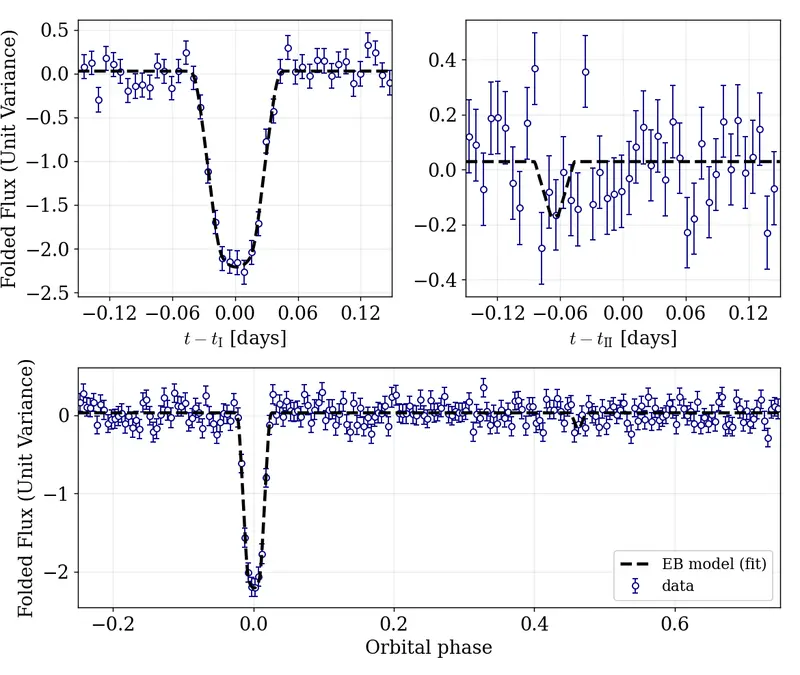 Folded Flux (Unit Variance)
0.5
0.0
−0.5
−1.0
−1.5
−2.0
−2.5
−0.12 −0.06 0.00 0.06 0.12
t − t_I [days]
0.4
0.2
0.0
−0.2
−0.4
−0.12 −0.06 0.00 0.06 0.12
t − t_II [days]
Folded Flux (Unit Variance)
0
−1
−2
EB model (fit)
data
−0.2 0.0 0.2 0.4 0.6
Orbital phase